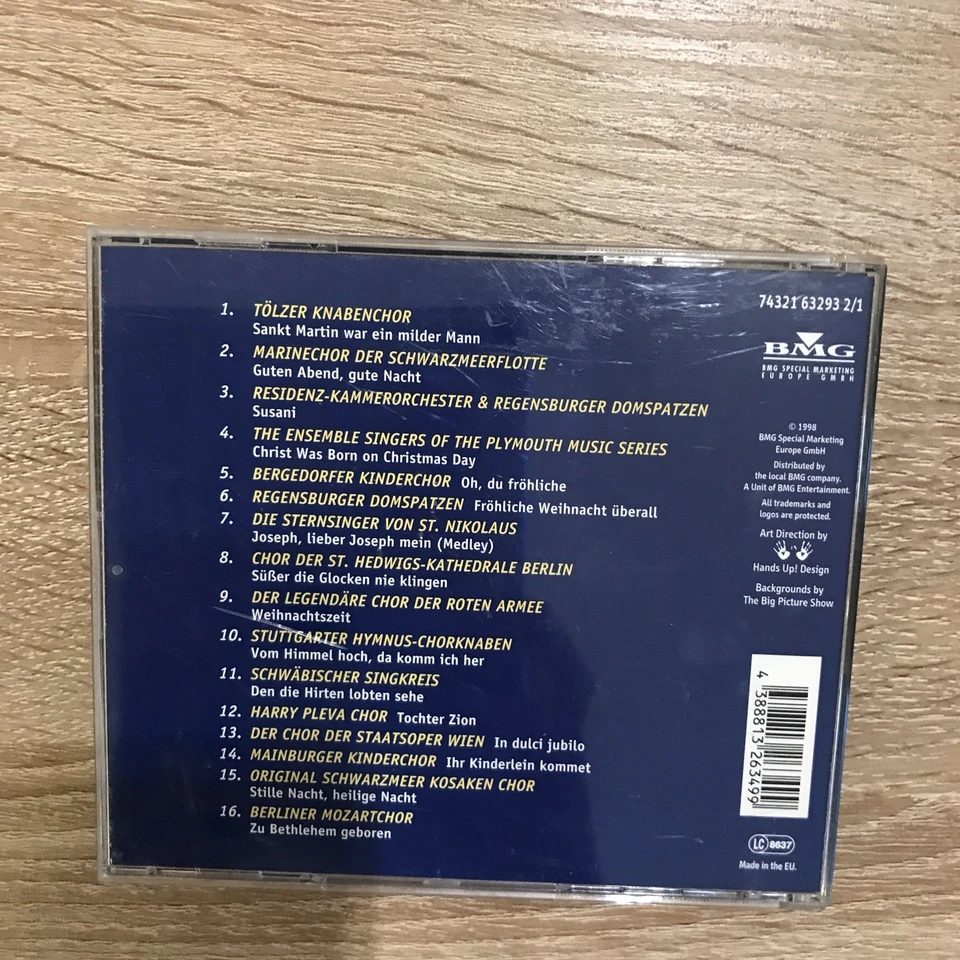 1. TÖLZER KNABENCHOR
Sankt Martin war ein milder Mann
2. MARINECHOR DER SCHWARZMEERFLOTTE
Guten Abend, gute Nacht
3. RESIDENZ-KAMMERORCHESTER & REGENSBURGER DOMSPATZEN
Susani
4. THE ENSEMBLE SINGERS OF THE PLYMOUTH MUSIC SERIES
Christ Was Born on Christmas Day
5. BERGEDORFER KINDERCHOR Oh, du fröhliche
6. REGENSBURGER DOMSPATZEN Fröhliche Weihnacht überall
7. DIE STERNSINGER VON ST. NIKOLAUS
Joseph, lieber Joseph mein (Medley)
8. CHOR DER ST. HEDWIGS-KATHEDRALE BERLIN
Süßer die Glocken nie klingen
9. DER LEGENDÄRE CHOR DER ROTEN ARMEE
Weihnachtszeit
10. STUTTGARTER HYMNUS-CHORKNABEN
Vom Himmel hoch, da komm ich her
11. SCHWÄBISCHER SINGKREIS
Den die Hirten lobten sehe
12. HARRY PLEVA CHOR Tochter Zion
13. DER CHOR DER STAATSOPER WIEN In dulci jubilo
14. MAINBURGER KINDERCHOR Ihr Kinderlein kommet
15. ORIGINAL SCHWARZMEER KOSAKEN CHOR
Stille Nacht, heilige Nacht
16. BERLINER MOZARTCHOR
Zu Bethlehem geboren
74321 63293 2/1
BMG
BMG SPECIAL MARKETING
EUROPE GMBH
© 1998
BMG Special Marketing
Europe GmbH
Distributed by
the local BMG company.
A Unit of BMG Entertainment.
All trademarks and
logos are protected.
Art Direction by
Hands Up! Design
Backgrounds by
The Big Picture Show
4 388813 263499
LC 8637
Made in the EU.